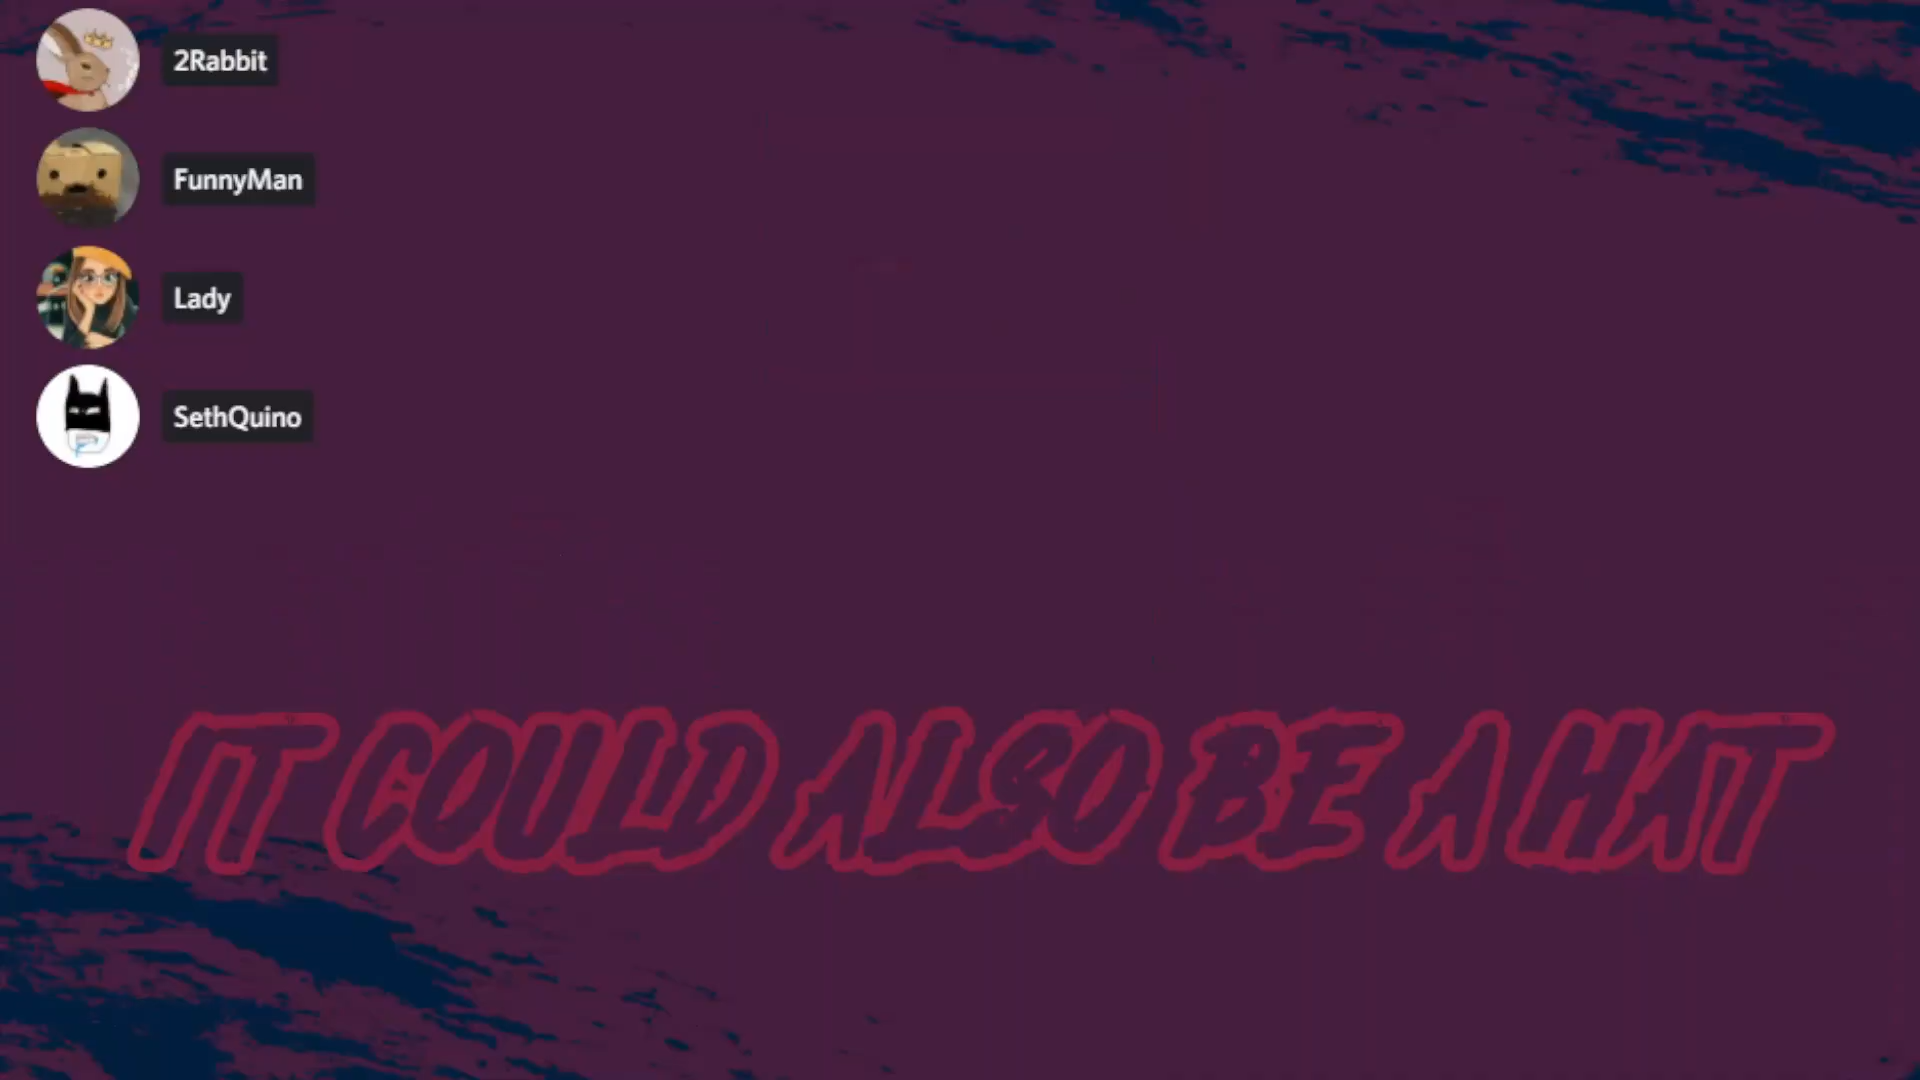 2Rabbit
FunnyMan
Lady
SethQuino
IT COULD ALSO BE A HAT